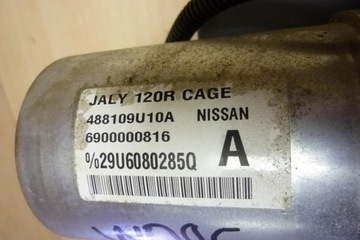 JALY 120R CAGE
488109U10A NISSAN
6900000816
%29U6080285Q A